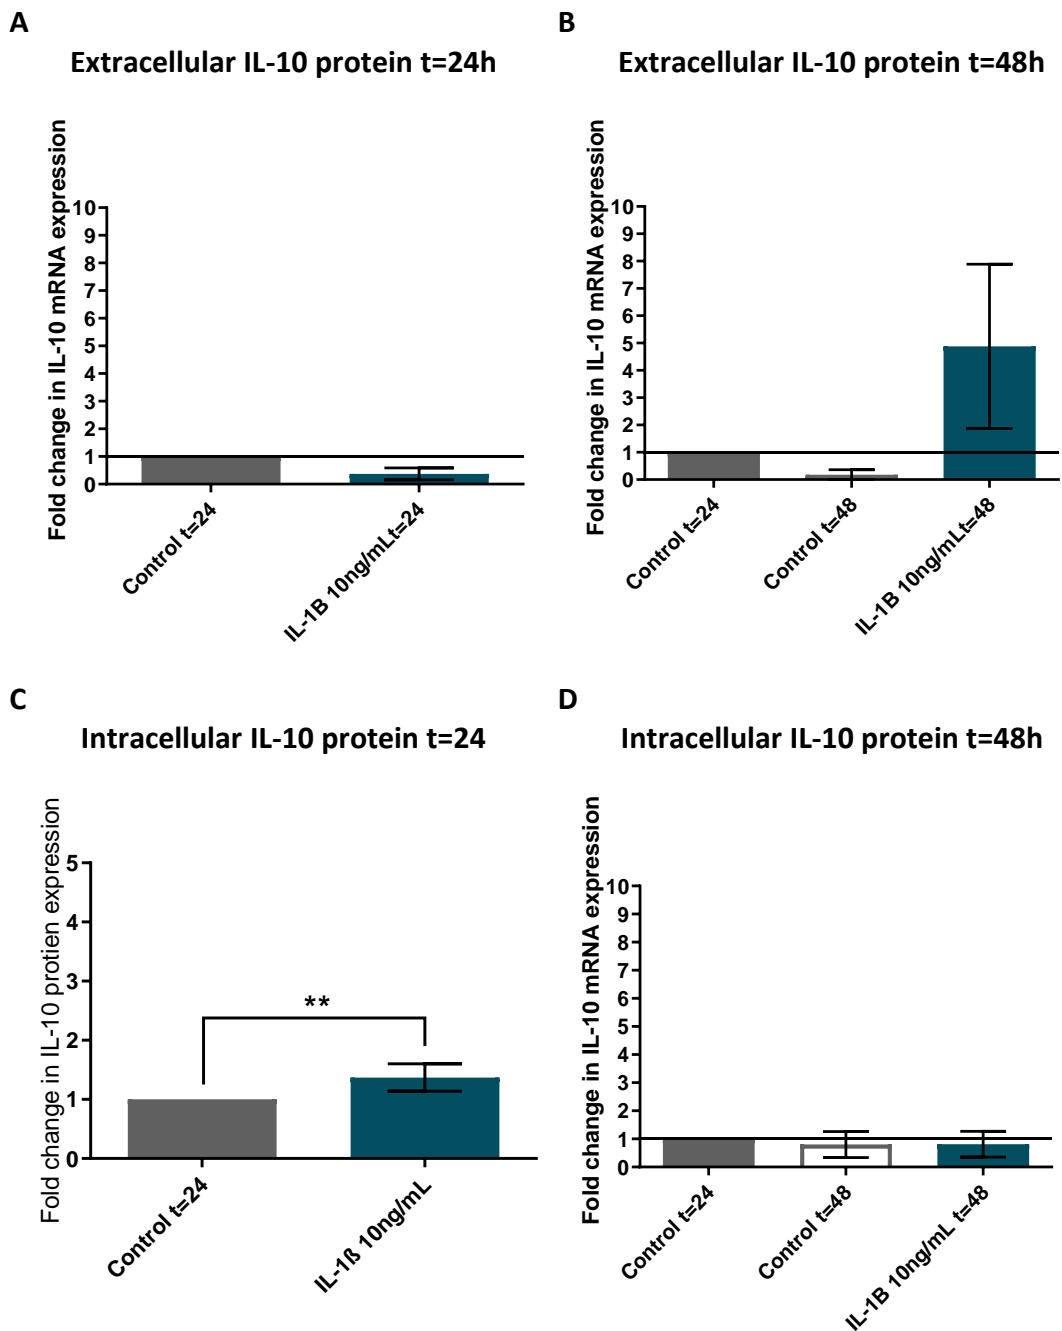 A
Extracellular IL-10 protein t=24h
Fold change in IL-10 mRNA expression
10
9
8
7
6
5
4
3
2
1
0
Control t=24
IL-1B 10ng/mLt=24
B
Extracellular IL-10 protein t=48h
Fold change in IL-10 mRNA expression
10
9
8
7
6
5
4
3
2
1
0
Control t=24
Control t=48
IL-1B 10ng/mLt=48
C
Intracellular IL-10 protein t=24
Fold change in IL-10 protien expression
5
4
3
2
1
0
**
Control t=24
IL-1ß 10ng/mL
D
Intracellular IL-10 protein t=48h
Fold change in IL-10 mRNA expression
10
9
8
7
6
5
4
3
2
1
0
Control t=24
Control t=48
IL-1B 10ng/mL t=48